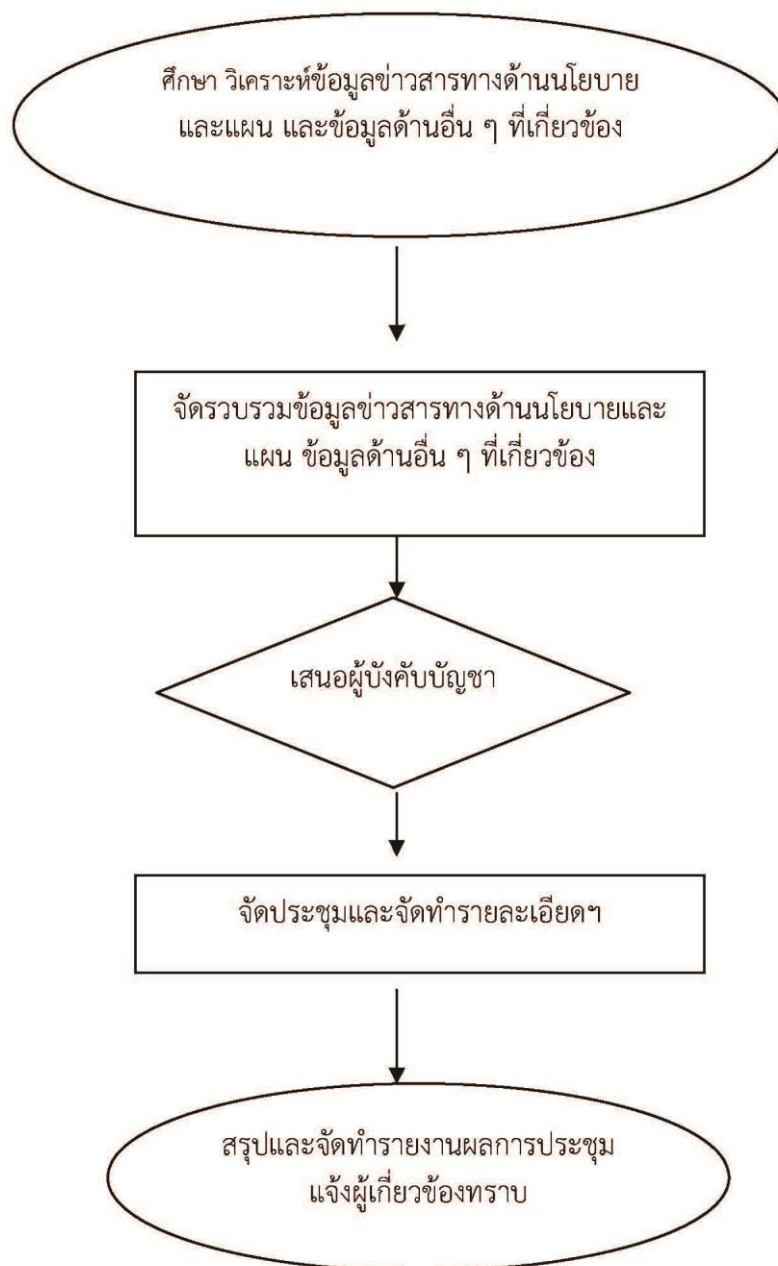 ศึกษา วิเคราะห์ข้อมูลข่าวสารทางด้านนโยบาย
และแผน และข้อมูลด้านอื่น ๆ ที่เกี่ยวข้อง
จัดรวบรวมข้อมูลข่าวสารทางด้านนโยบายและ
แผน ข้อมูลด้านอื่น ๆ ที่เกี่ยวข้อง
เสนอผู้บังคับบัญชา
จัดประชุมและจัดทำรายละเอียดฯ
สรุปและจัดทำรายงานผลการประชุม
แจ้งผู้เกี่ยวข้องทราบ